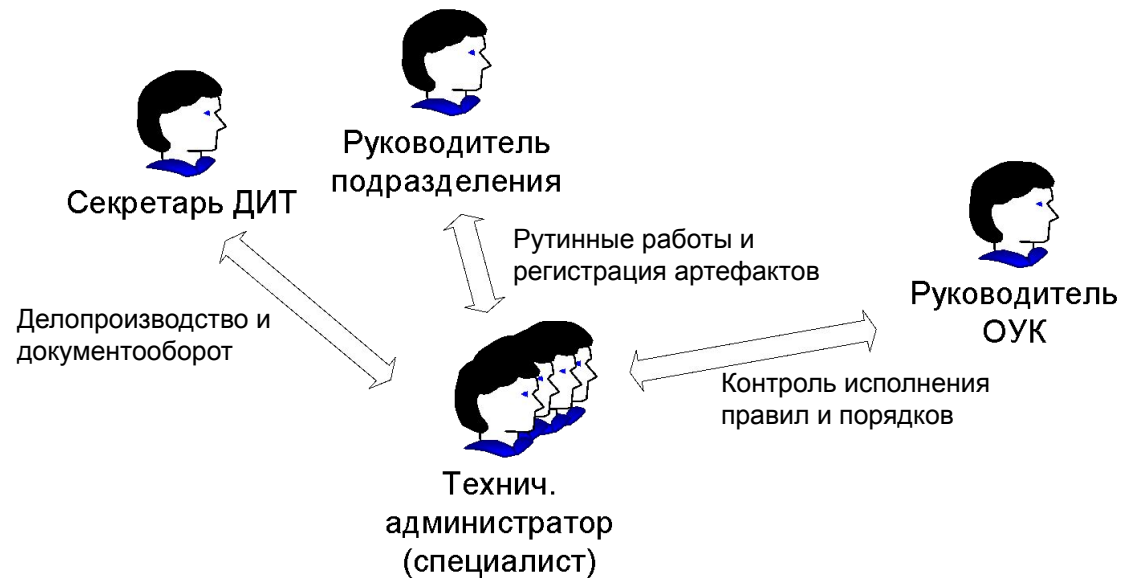 Руководитель
подразделения
Секретарь ДИТ
Рутинные работы и
регистрация артефактов
Руководитель
ОУК
Делопроизводство и
документооборот
Контроль исполнения
правил и порядков
Технич.
администратор
(специалист)